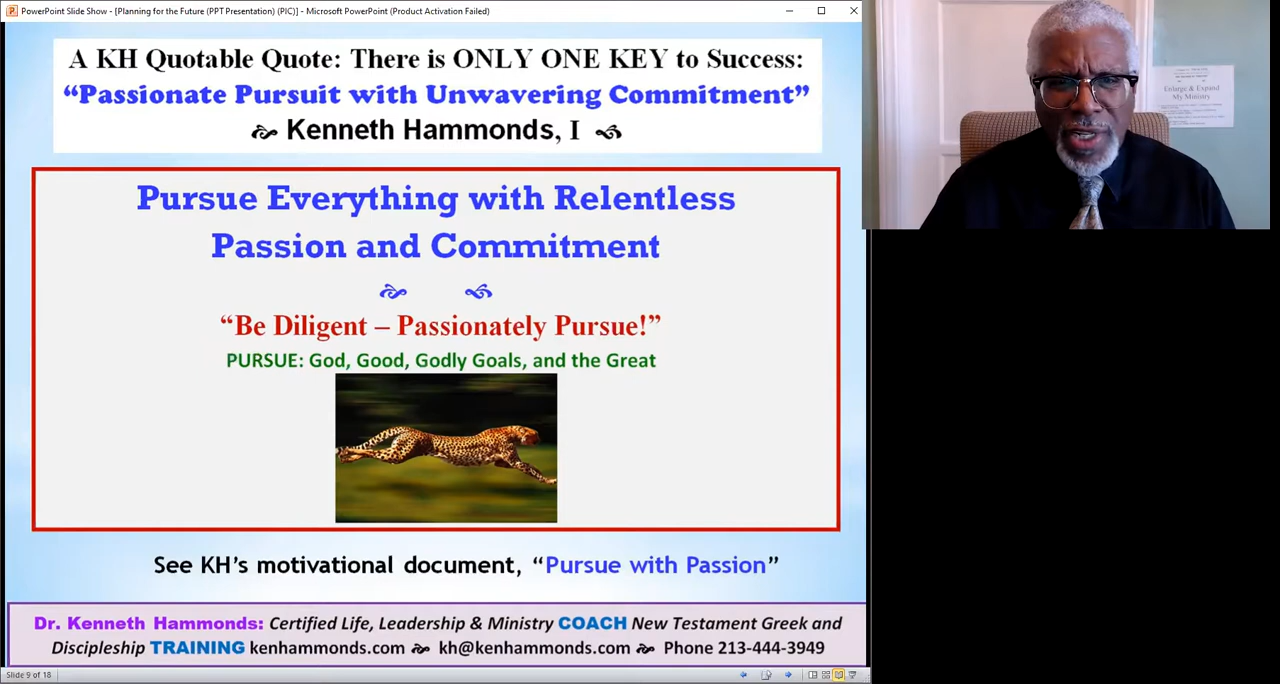 PowerPoint Slide Show - [Planning for the Future (PPT Presentation) (PIC)] - Microsoft PowerPoint (Product Activation Failed)
A KH Quotable Quote: There is ONLY ONE KEY to Success:
“Passionate Pursuit with Unwavering Commitment”
Kenneth Hammonds, I
Pursue Everything with Relentless
Passion and Commitment
“Be Diligent – Passionately Pursue!”
PURSUE: God, Good, Godly Goals, and the Great
See KH’s motivational document, “Pursue with Passion”
Dr. Kenneth Hammonds: Certified Life, Leadership & Ministry COACH New Testament Greek and
Discipleship TRAINING kenhammonds.com kh@kenhammonds.com Phone 213-444-3949
Slide 9 of 18
Enlarge & Expand
My Ministry